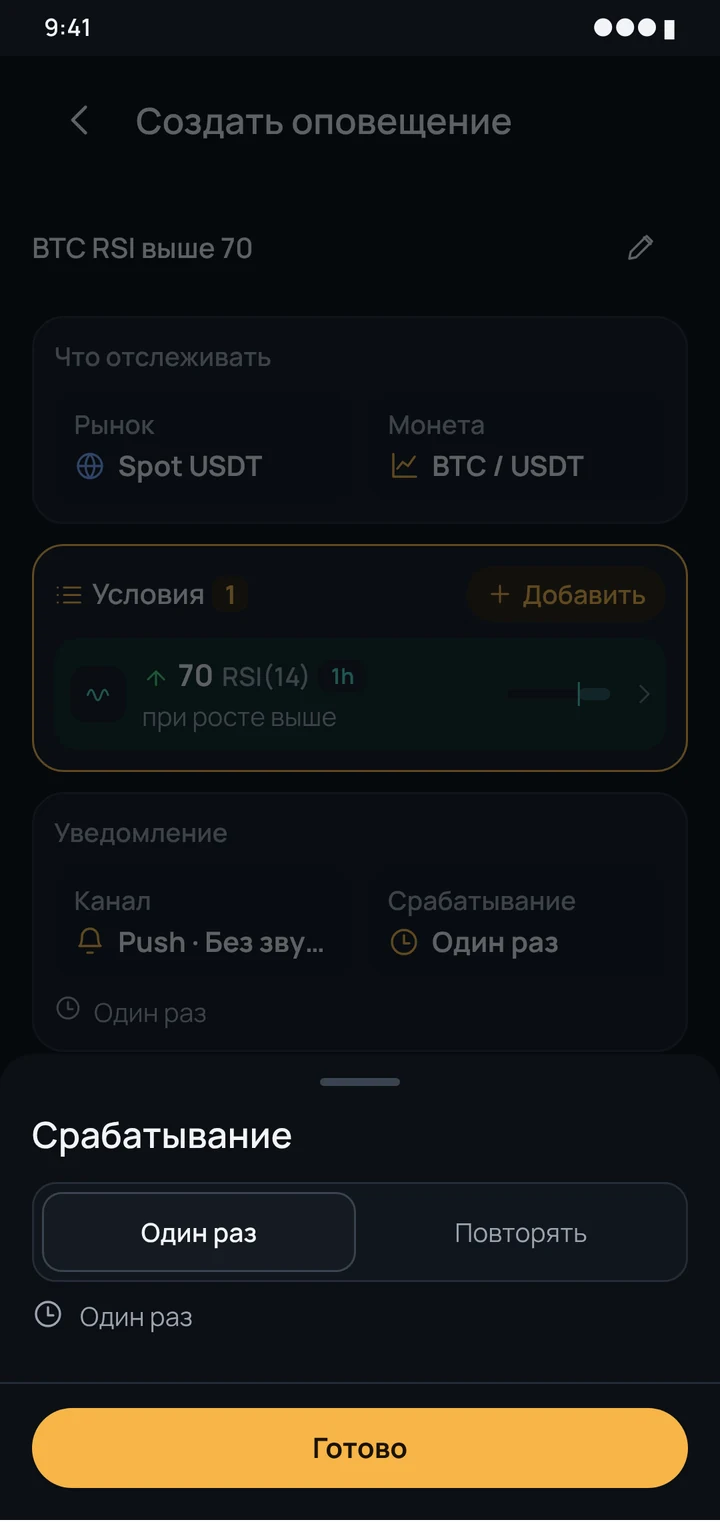 9:41
Создать оповещение
BTC RSI выше 70
Что отслеживать
Рынок
Монета
Spot USDT
BTC / USDT
Условия 1
+ Добавить
70 RSI(14) 1h
при росте выше
Уведомление
Канал
Срабатывание
Push · Без зву...
Один раз
Один раз
Срабатывание
Один раз
Повторять
Один раз
Готово